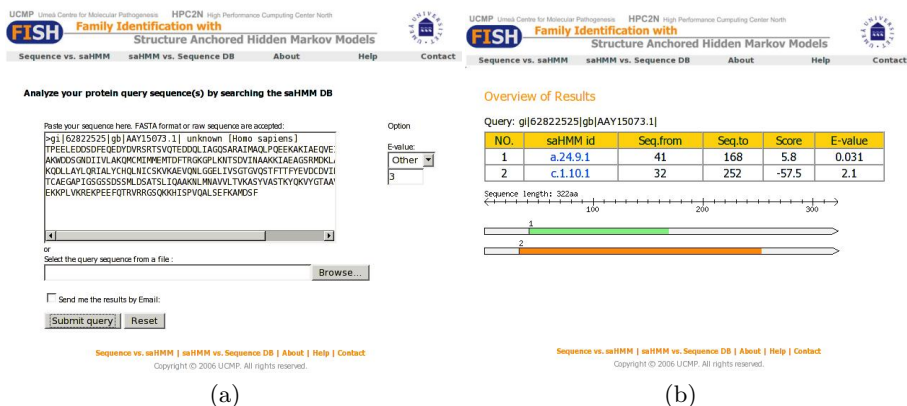 UCMP Umeå Centre for Molecular Pathogenesis HPC2N High Performance Computing Center North
FISH
Family Identification with
Structure Anchored Hidden Markov Models
UMEÅ UNIVERSITET
Sequence vs. saHMM saHMM vs. Sequence DB About Help Contact
Analyze your protein query sequence(s) by searching the saHMM DB
Paste your sequence here. FASTA format or raw sequence are accepted:
>gi|62822525|gb|AAY15073.1| unknown [Homo sapiens]
TPEELEDDSDFEQEDYDVRSRTSVQTEDDQLIAGQSARAIMAQLPQEEKAKIAEQVE
AKWDDSGNDIIVLAKQMCMIMMEMTDFTRGKGPLKNTSDVINAAKKIAEAGSRMDKL
KQDLLAYLQRIALYCHQLNICSKVKAEVQNLGGELIVSGTGVQSTFTTFYEVDCDVI
TCAEGAPIGSGSSDSSMLDSATSLIQAAKNLMNAVVLTVKASYVASTKYQKVYGTAA
EKKPLVKREKPEEFQTRVRRGSQKKHISPVQALSEFKAMDSF
Option
E-value:
Other
3
or
Select the query sequence from a file :
Browse...
Send me the results by Email:
Submit query Reset
Sequence vs. saHMM | saHMM vs. Sequence DB | About | Help | Contact
Copyright © 2006 UCMP. All rights reserved.
(a)
UCMP Umeå Centre for Molecular Pathogenesis HPC2N High Performance Computing Center North
FISH
Family Identification with
Structure Anchored Hidden Markov Models
UMEÅ UNIVERSITET
Sequence vs. saHMM saHMM vs. Sequence DB About Help Contact
Overview of Results
Query: gi|62822525|gb|AAY15073.1|
NO. saHMM id Seq.from Seq.to Score E-value
1 a.24.9.1 41 168 5.8 0.031
2 c.1.10.1 32 252 -57.5 2.1
Sequence length: 322aa
100 200 300
1
2
Sequence vs. saHMM | saHMM vs. Sequence DB | About | Help | Contact
Copyright © 2006 UCMP. All rights reserved.
(b)